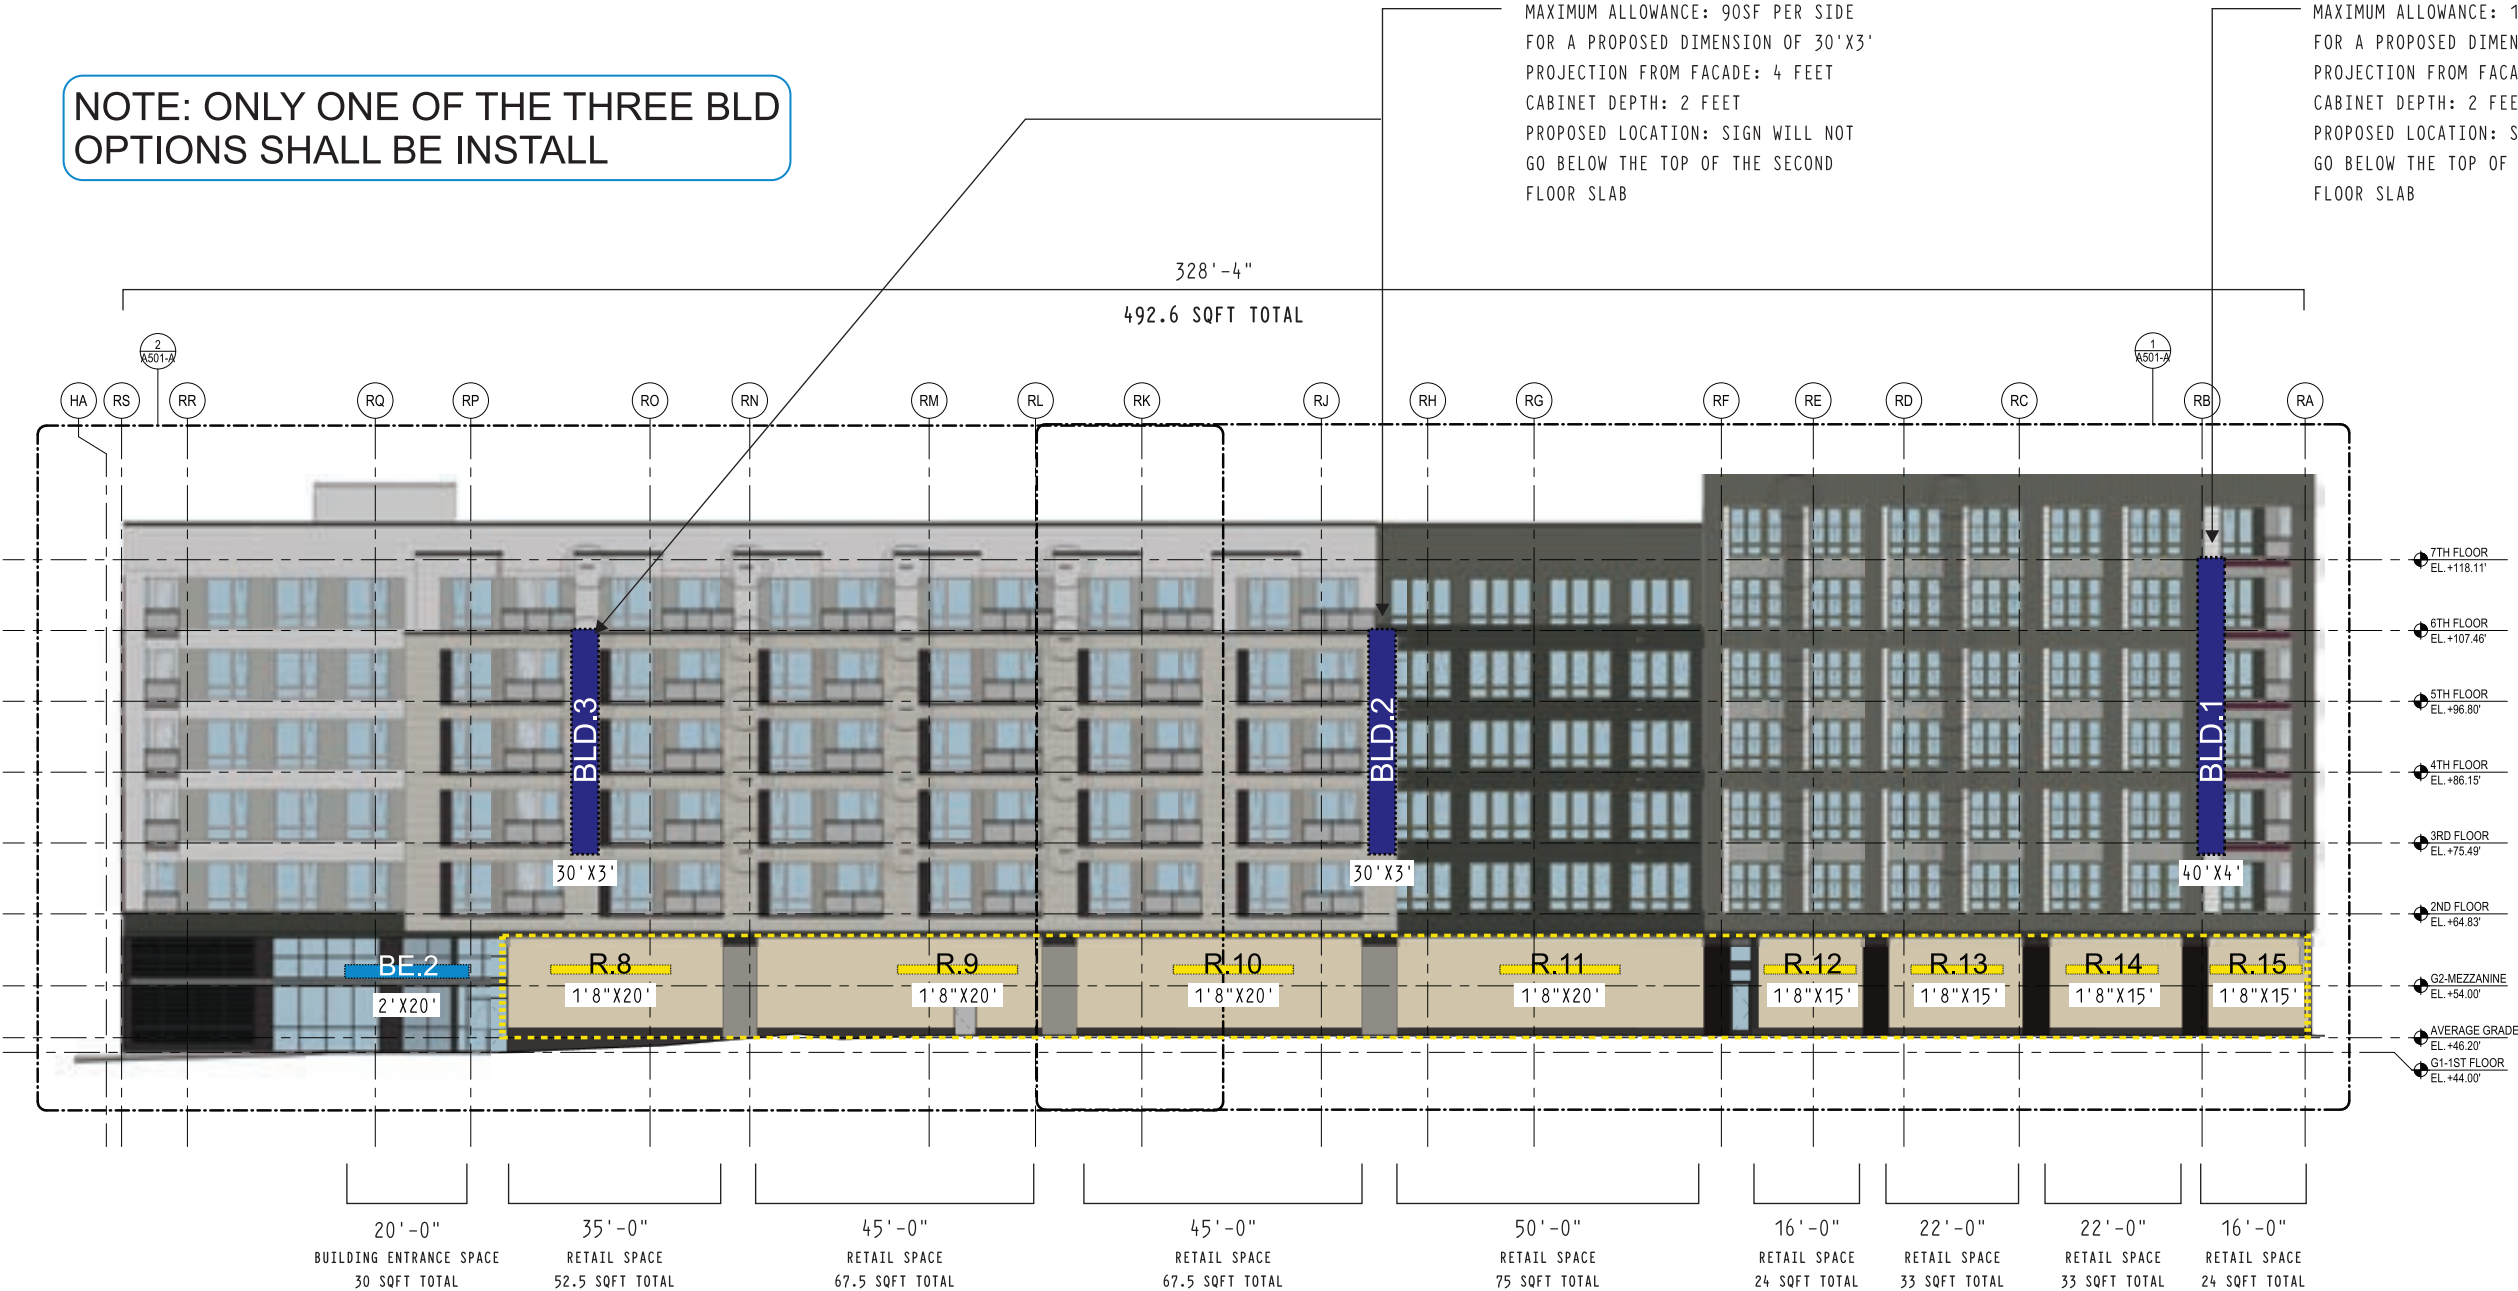 MAXIMUM ALLOWANCE: 90SF PER SIDE
FOR A PROPOSED DIMENSION OF 30'X3'
PROJECTION FROM FACADE: 4 FEET
CABINET DEPTH: 2 FEET
PROPOSED LOCATION: SIGN WILL NOT
GO BELOW THE TOP OF THE SECOND
FLOOR SLAB
MAXIMUM ALLOWANCE: 1
FOR A PROPOSED DIMEN
PROJECTION FROM FACA
CABINET DEPTH: 2 FEE
PROPOSED LOCATION: S
GO BELOW THE TOP OF
FLOOR SLAB
NOTE: ONLY ONE OF THE THREE BLD
OPTIONS SHALL BE INSTALL
328'-4"
492.6 SQFT TOTAL
2
A501-A
1
A501-A
HA RS RR RQ RP RO RN RM RL RK RJ RH RG RF RE RD RC RB RA
7TH FLOOR
EL.+118.11'
6TH FLOOR
EL.+107.46'
5TH FLOOR
EL.+96.80'
4TH FLOOR
EL.+86.15'
3RD FLOOR
EL.+75.49'
2ND FLOOR
EL.+64.83'
G2-MEZZANINE
EL.+54.00'
AVERAGE GRADE
EL.+46.20'
G1-1ST FLOOR
EL.+44.00'
BLD.3
30'X3'
BLD.2
30'X3'
BLD.1
40'X4'
BE.2
2'X20'
R.8
1'8"X20'
R.9
1'8"X20'
R.10
1'8"X20'
R.11
1'8"X20'
R.12
1'8"X15'
R.13
1'8"X15'
R.14
1'8"X15'
R.15
1'8"X15'
20'-0"
BUILDING ENTRANCE SPACE
30 SQFT TOTAL
35'-0"
RETAIL SPACE
52.5 SQFT TOTAL
45'-0"
RETAIL SPACE
67.5 SQFT TOTAL
45'-0"
RETAIL SPACE
67.5 SQFT TOTAL
50'-0"
RETAIL SPACE
75 SQFT TOTAL
16'-0"
RETAIL SPACE
24 SQFT TOTAL
22'-0"
RETAIL SPACE
33 SQFT TOTAL
22'-0"
RETAIL SPACE
33 SQFT TOTAL
16'-0"
RETAIL SPACE
24 SQFT TOTAL